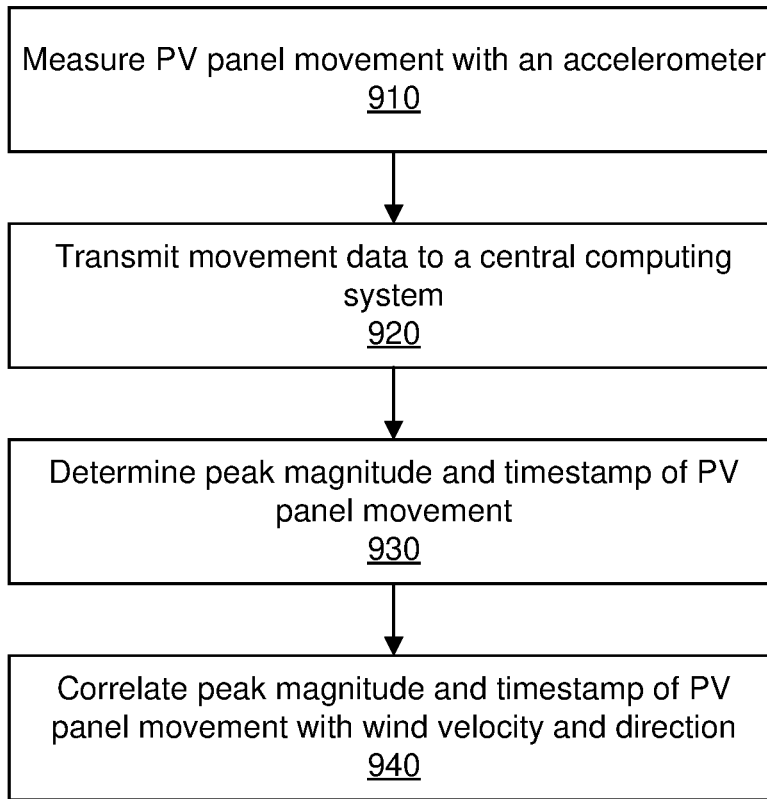 Measure PV panel movement with an accelerometer
910
Transmit movement data to a central computing
system
920
Determine peak magnitude and timestamp of PV
panel movement
930
Correlate peak magnitude and timestamp of PV
panel movement with wind velocity and direction
940